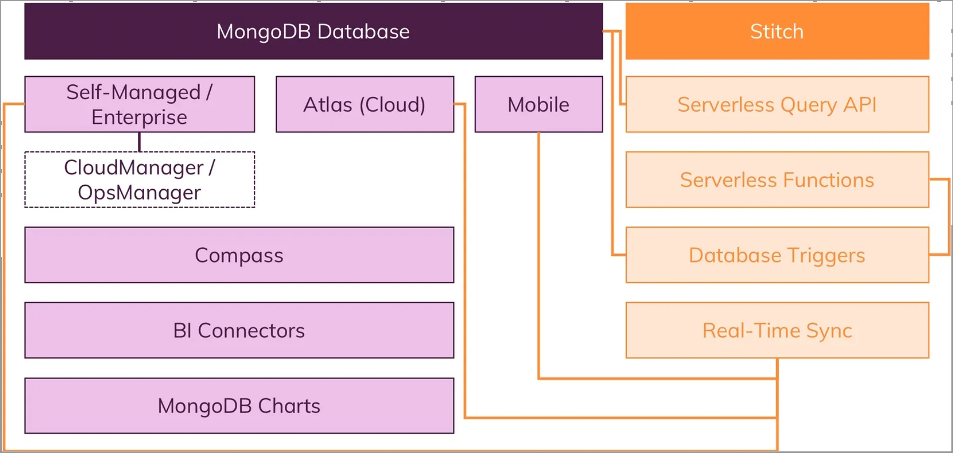 MongoDB Database
Stitch
Self-Managed /
Enterprise
Atlas (Cloud)
Mobile
Serverless Query API
CloudManager /
OpsManager
Serverless Functions
Compass
Database Triggers
BI Connectors
Real-Time Sync
MongoDB Charts